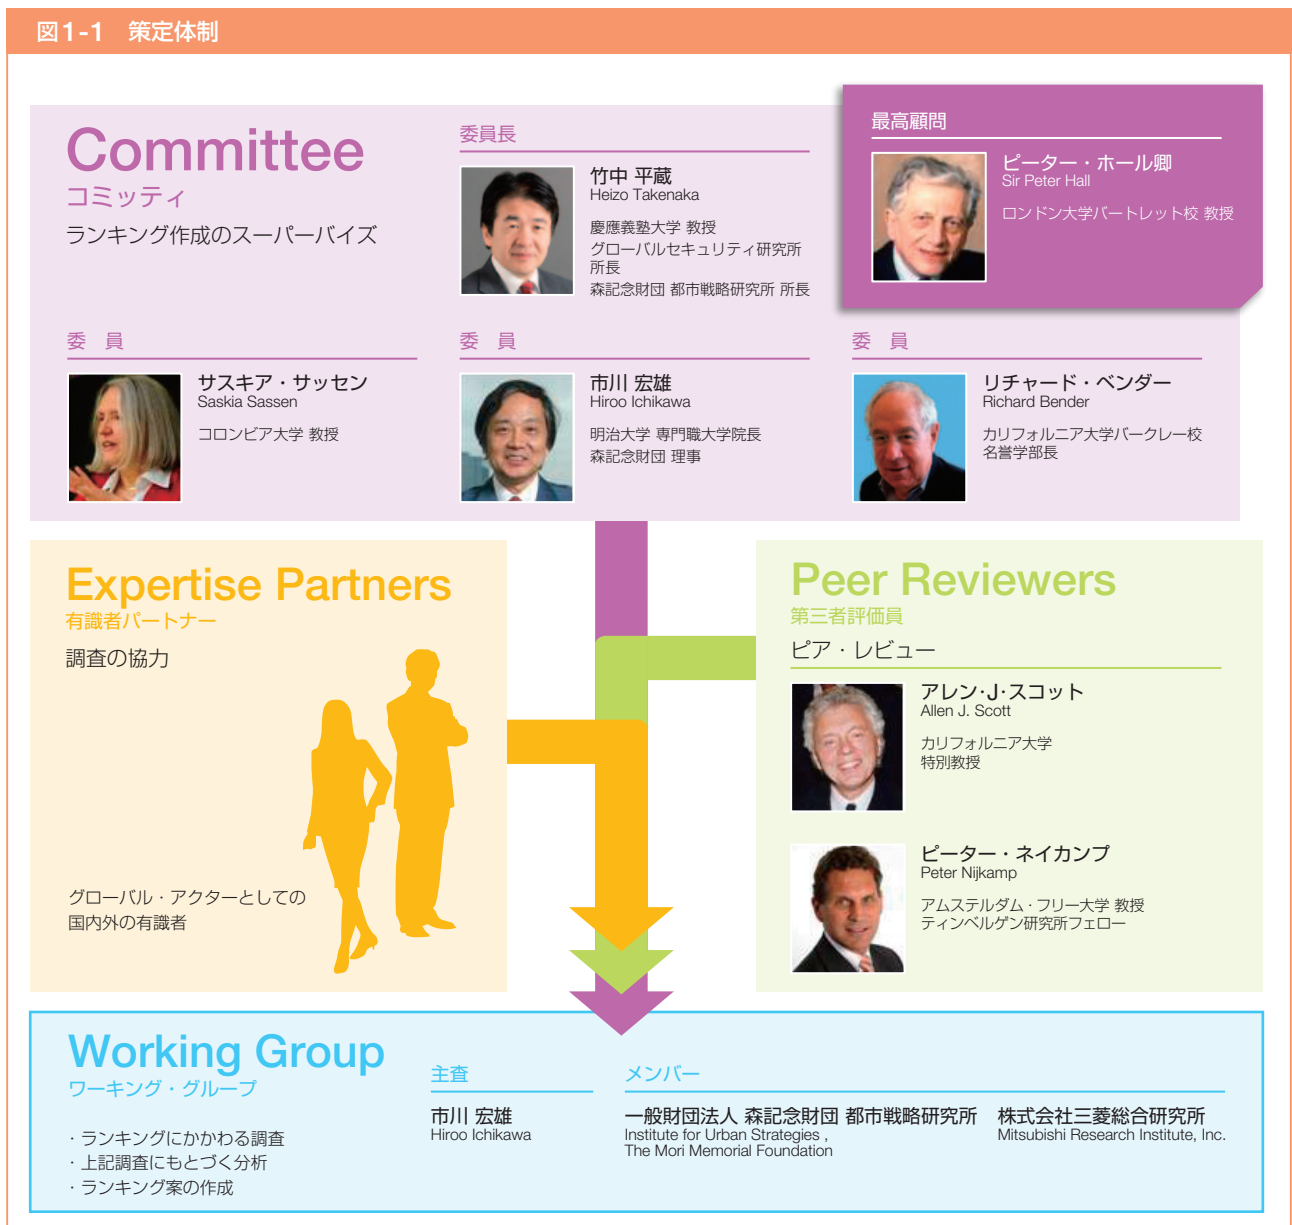 図1-1 策定体制
Committee
コミッティ
ランキング作成のスーパーバイズ
委員長
竹中 平蔵
Heizo Takenaka
慶應義塾大学 教授
グローバルセキュリティ研究所
所長
森記念財団 都市戦略研究所 所長
最高顧問
ピーター・ホール卿
Sir Peter Hall
ロンドン大学バートレット校 教授
委 員
サスキア・サッセン
Saskia Sassen
コロンビア大学 教授
委 員
市川 宏雄
Hiroo Ichikawa
明治大学 専門職大学院長
森記念財団 理事
委 員
リチャード・ベンダー
Richard Bender
カリフォルニア大学バークレー校
名誉学部長
Expertise Partners
有識者パートナー
調査の協力
グローバル・アクターとしての
国内外の有識者
Peer Reviewers
第三者評価員
ピア・レビュー
アレン・J・スコット
Allen J. Scott
カリフォルニア大学
特別教授
ピーター・ネイカンプ
Peter Nijkamp
アムステルダム・フリー大学 教授
ティンベルゲン研究所フェロー
Working Group
ワーキング・グループ
・ランキングにかかわる調査
・上記調査にもとづく分析
・ランキング案の作成
主査
市川 宏雄
Hiroo Ichikawa
メンバー
一般財団法人 森記念財団 都市戦略研究所
Institute for Urban Strategies ,
The Mori Memorial Foundation
株式会社三菱総合研究所
Mitsubishi Research Institute, Inc.